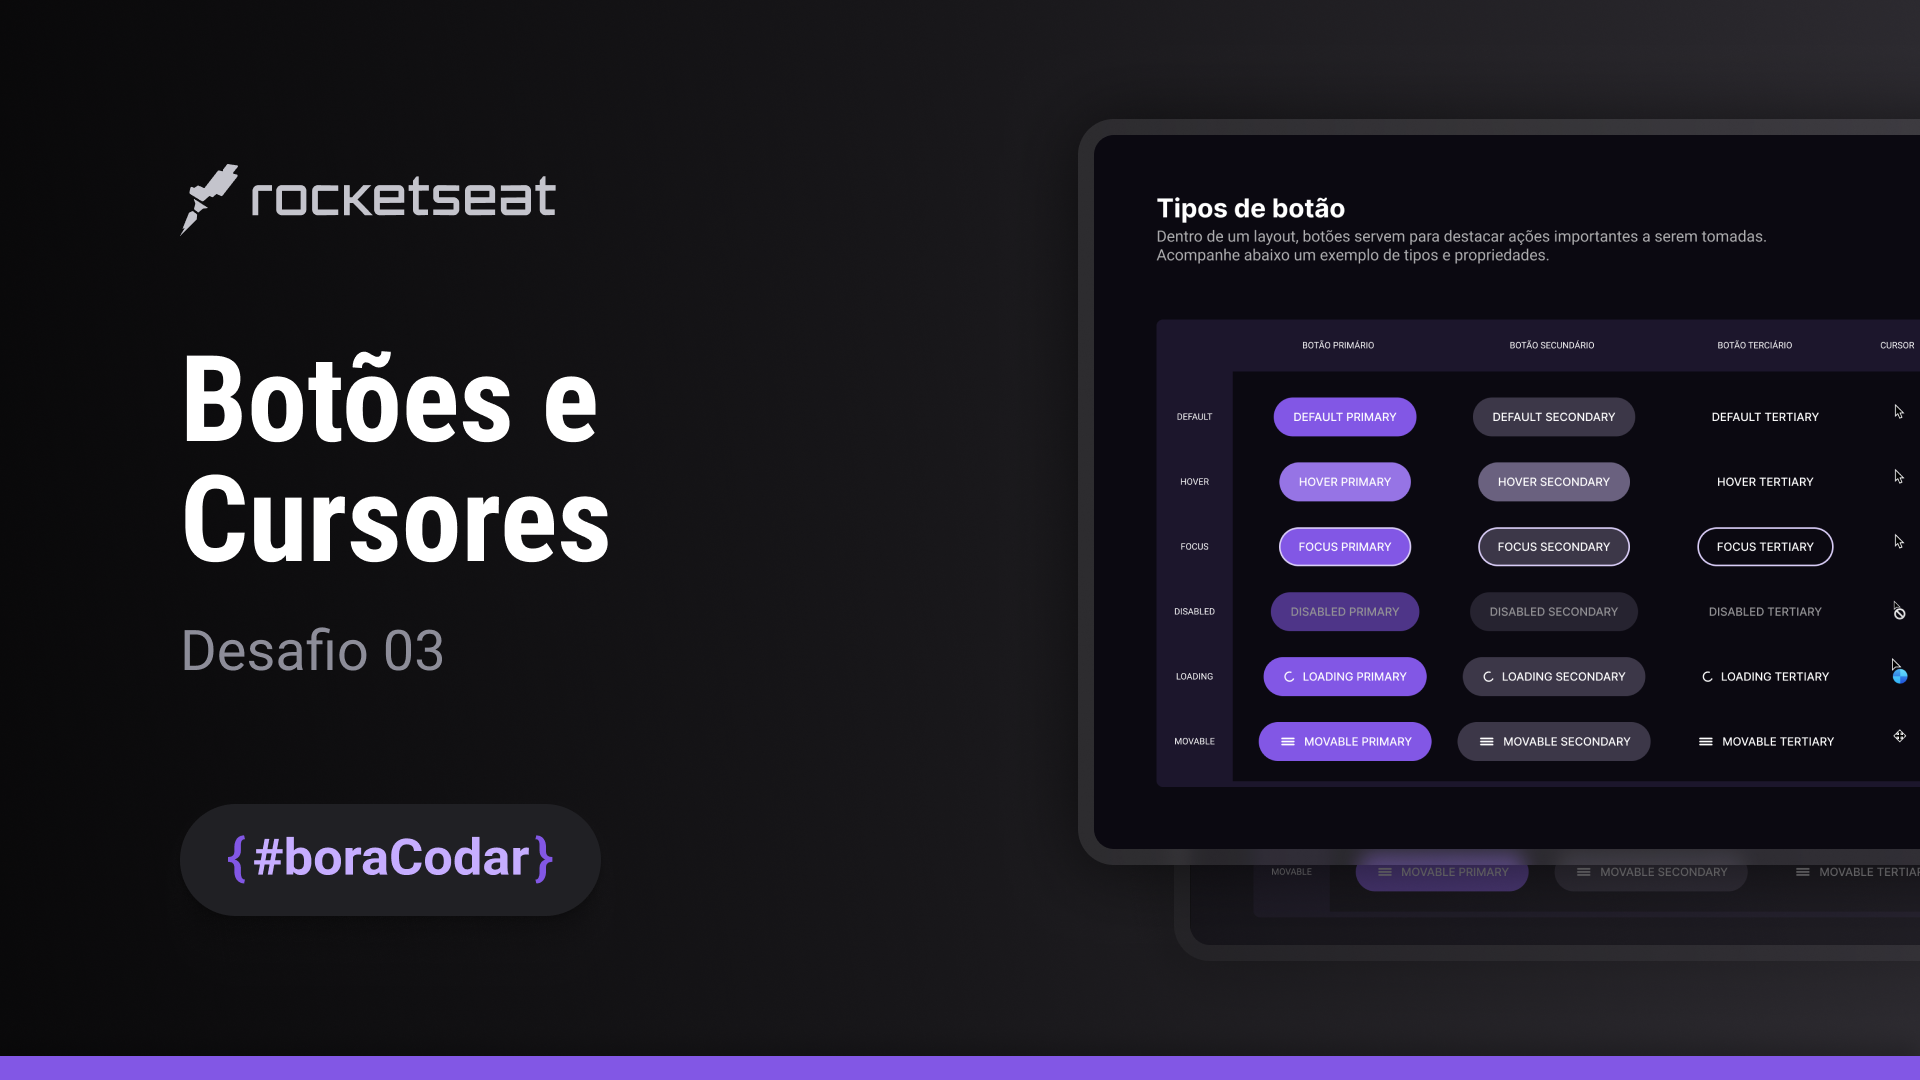 rocketseat
Botões e
Cursores
Desafio 03
{#boraCodar}
Tipos de botão
Dentro de um layout, botões servem para destacar ações importantes a serem tomadas.
Acompanhe abaixo um exemplo de tipos e propriedades.
BOTÃO PRIMÁRIO BOTÃO SECUNDÁRIO BOTÃO TERCIÁRIO CURSOR
DEFAULT DEFAULT PRIMARY DEFAULT SECONDARY DEFAULT TERTIARY
HOVER HOVER PRIMARY HOVER SECONDARY HOVER TERTIARY
FOCUS FOCUS PRIMARY FOCUS SECONDARY FOCUS TERTIARY
DISABLED DISABLED PRIMARY DISABLED SECONDARY DISABLED TERTIARY
LOADING LOADING PRIMARY LOADING SECONDARY LOADING TERTIARY
MOVABLE MOVABLE PRIMARY MOVABLE SECONDARY MOVABLE TERTIARY
MOVABLE MOVABLE PRIMARY MOVABLE SECONDARY MOVABLE TERTIAR